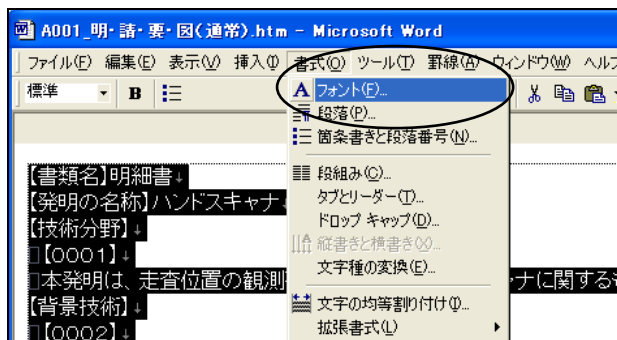 A001_明・請・要・図(通常).htm - Microsoft Word
ファイル(F) 編集(E) 表示(V) 挿入(I) 書式(O) ツール(T) 罫線(A) ウィンドウ(W) ヘルプ
標準 B
フォント(F)...
段落(P)...
箇条書きと段落番号(N)...
段組み(C)...
タブとリーダー(T)...
ドロップ キャップ(D)...
縦書きと横書き(X)...
文字種の変換(E)...
文字の均等割り付け(I)...
拡張書式(L)
【書類名】明細書↓
【発明の名称】ハンドスキャナ↓
【技術分野】↓
【0001】↓
本発明は、走査位置の観測 ナに関する
【背景技術】↓
【0002】↓